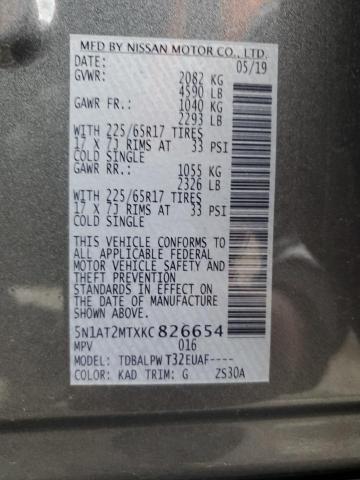 MFD BY NISSAN MOTOR CO., LTD.
DATE: 05/19
GVWR: 2082 KG
4590 LB
GAWR FR.: 1040 KG
2293 LB
WITH 225/65R17 TIRES
17 X 7J RIMS AT 33 PSI
COLD SINGLE
GAWR RR.: 1055 KG
2326 LB
WITH 225/65R17 TIRES
17 X 7J RIMS AT 33 PSI
COLD SINGLE
THIS VEHICLE CONFORMS TO
ALL APPLICABLE FEDERAL
MOTOR VEHICLE SAFETY AND
AND THEFT PREVENTION
STANDARDS IN EFFECT ON
THE DATE OF MANUFACTURE
SHOWN ABOVE.
5N1AT2MTXKC826654
MPV 016
MODEL: TDBALPW T32EUAF----
COLOR: KAD TRIM: G ZS30A